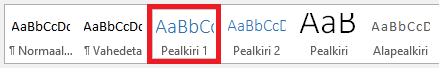 AaBbCcDc AaBbCcDc AaBbCc AaBbCcD AaB AaBbCcD
¶ Normaal... ¶ Vahedeta Pealkiri 1 Pealkiri 2 Pealkiri Alapealkiri